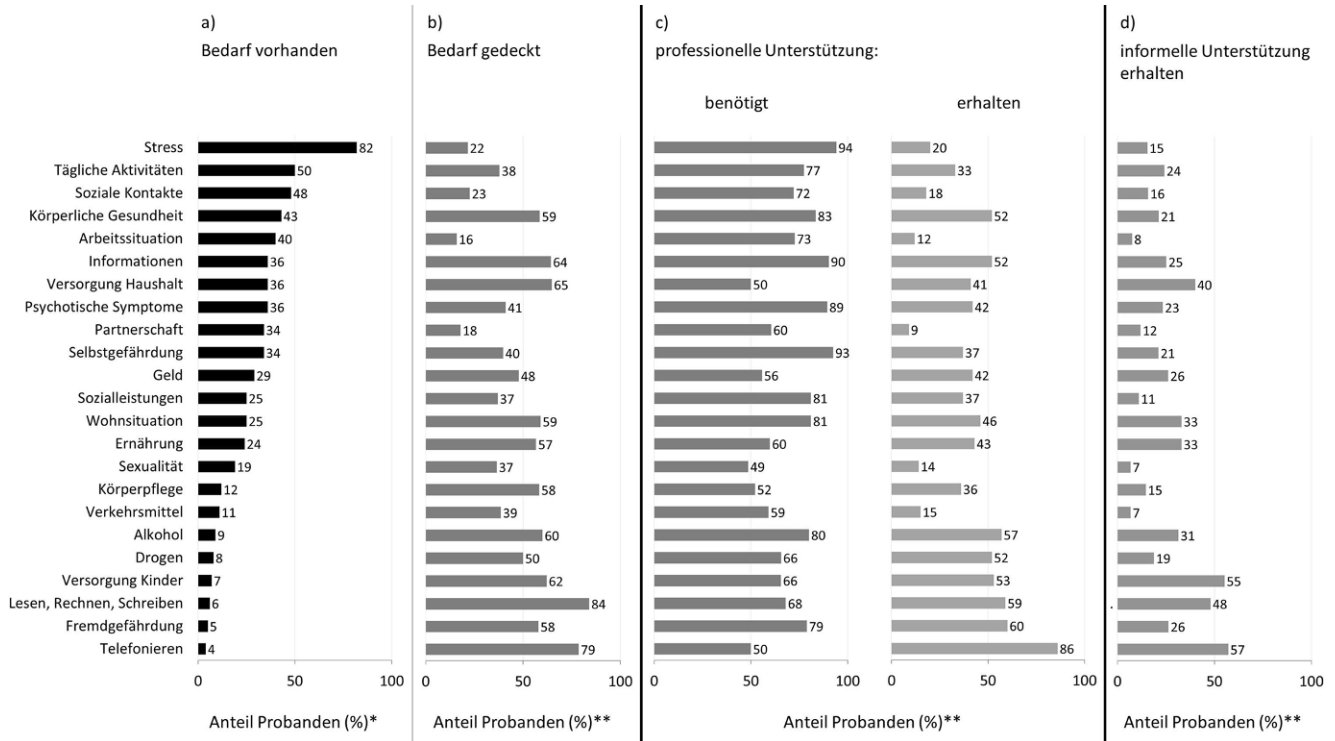 a) b) c) d)
Bedarf vorhanden Bedarf gedeckt professionelle Unterstützung: informelle Unterstützung
erhalten
benötigt erhalten
Stress 82 22 94 20 15
Tägliche Aktivitäten 50 38 77 33 24
Soziale Kontakte 48 23 72 18 16
Körperliche Gesundheit 43 59 83 52 21
Arbeitssituation 40 16 73 12 8
Informationen 36 64 90 52 25
Versorgung Haushalt 36 65 50 41 40
Psychotische Symptome 36 41 89 42 23
Partnerschaft 34 18 60 9 12
Selbstgefährdung 34 40 93 37 21
Geld 29 48 56 42 26
Sozialleistungen 25 37 81 37 11
Wohnsituation 25 59 81 46 33
Ernährung 24 57 60 43 33
Sexualität 19 37 49 14 7
Körperpflege 12 58 52 36 15
Verkehrsmittel 11 39 59 15 7
Alkohol 9 60 80 57 31
Drogen 8 50 66 52 19
Versorgung Kinder 7 62 66 53 55
Lesen, Rechnen, Schreiben 6 84 68 59 . 48
Fremdgefährdung 5 58 79 60 26
Telefonieren 4 79 50 86 57
0 50 100 0 50 100 0 50 100 0 50 100 0 50 100
Anteil Probanden (%)* Anteil Probanden (%)** Anteil Probanden (%)** Anteil Probanden (%)**